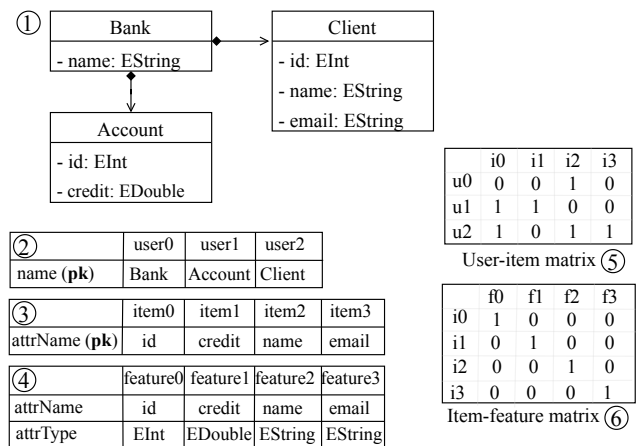 ① Bank Client
- name: EString - id: EInt
- name: EString
- email: EString
Account
- id: EInt
- credit: EDouble
② user0 user1 user2
name (pk) Bank Account Client
③ item0 item1 item2 item3
attrName (pk) id credit name email
④ feature0 feature1 feature2 feature3
attrName id credit name email
attrType EInt EDouble EString EString
i0 i1 i2 i3
u0 0 0 1 0
u1 1 1 0 0
u2 1 0 1 1
User-item matrix ⑤
f0 f1 f2 f3
i0 1 0 0 0
i1 0 1 0 0
i2 0 0 1 0
i3 0 0 0 1
Item-feature matrix ⑥